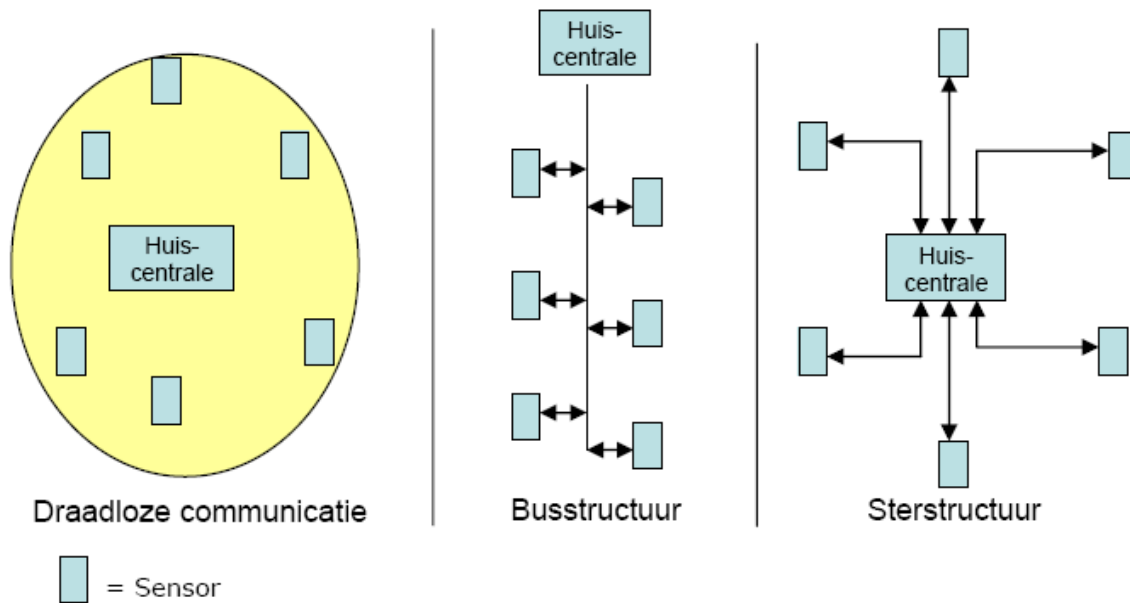 Huis-
centrale
Draadloze communicatie
Huis-
centrale
Busstructuur
Huis-
centrale
Sterstructuur
= Sensor